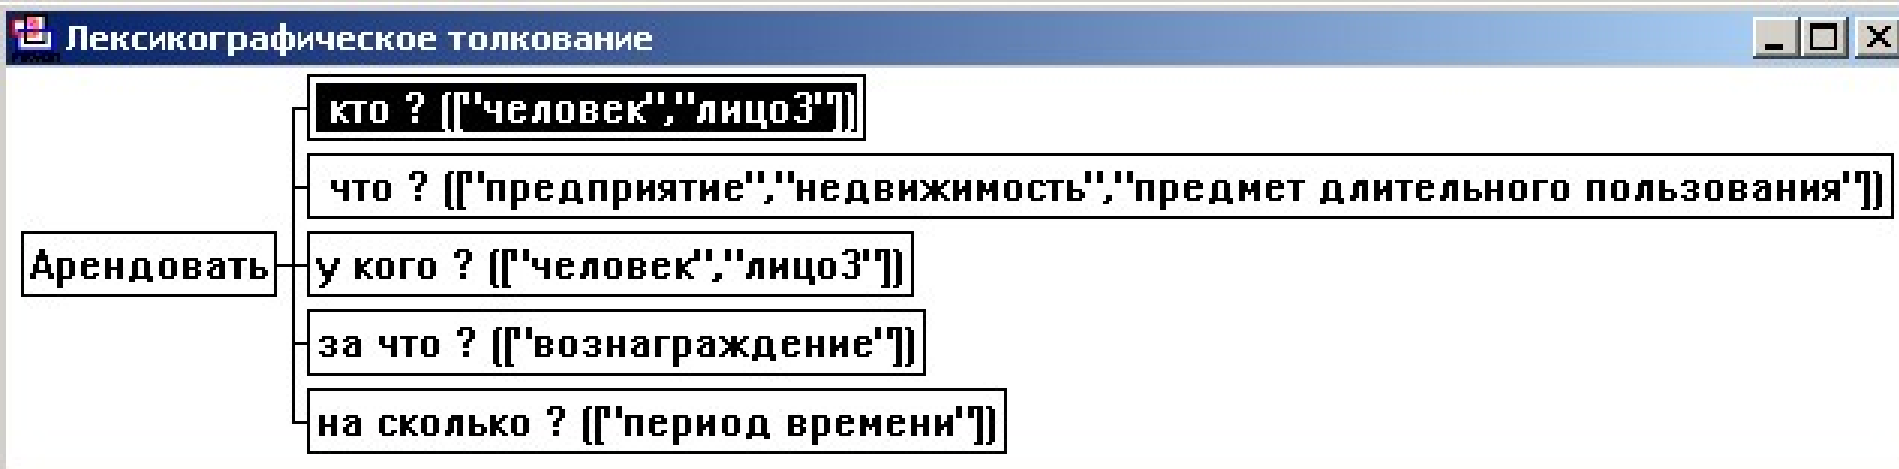 Лексикографическое толкование
кто ? (["человек","лицо3"])
что ? (["предприятие","недвижимость","предмет длительного пользования"])
Арендовать
у кого ? (["человек","лицо3"])
за что ? (["вознаграждение"])
на сколько ? (["период времени"])